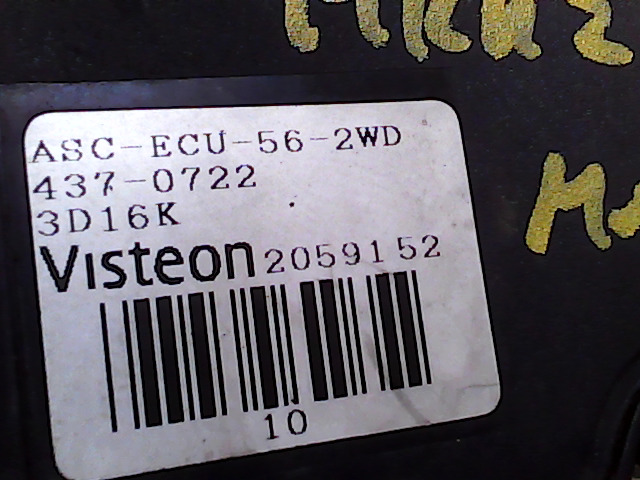 ASC-ECU-56-2WD
437-0722
3D16K
Visteon 2059152
10